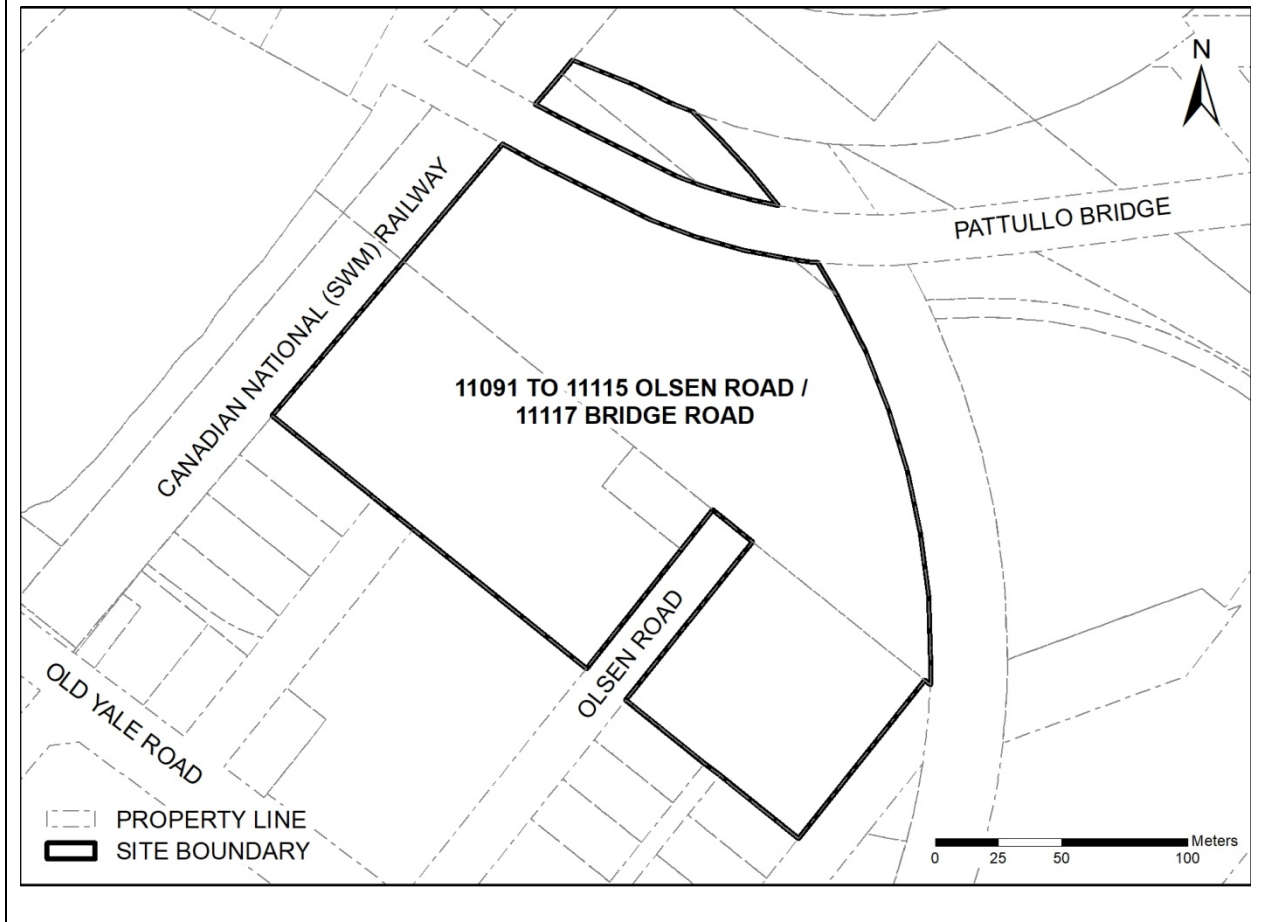 N
PATTULLO BRIDGE
CANADIAN NATIONAL (SWM) RAILWAY
11091 TO 11115 OLSEN ROAD /
11117 BRIDGE ROAD
OLSEN ROAD
OLD YALE ROAD
PROPERTY LINE
SITE BOUNDARY
Meters
0 25 50 100